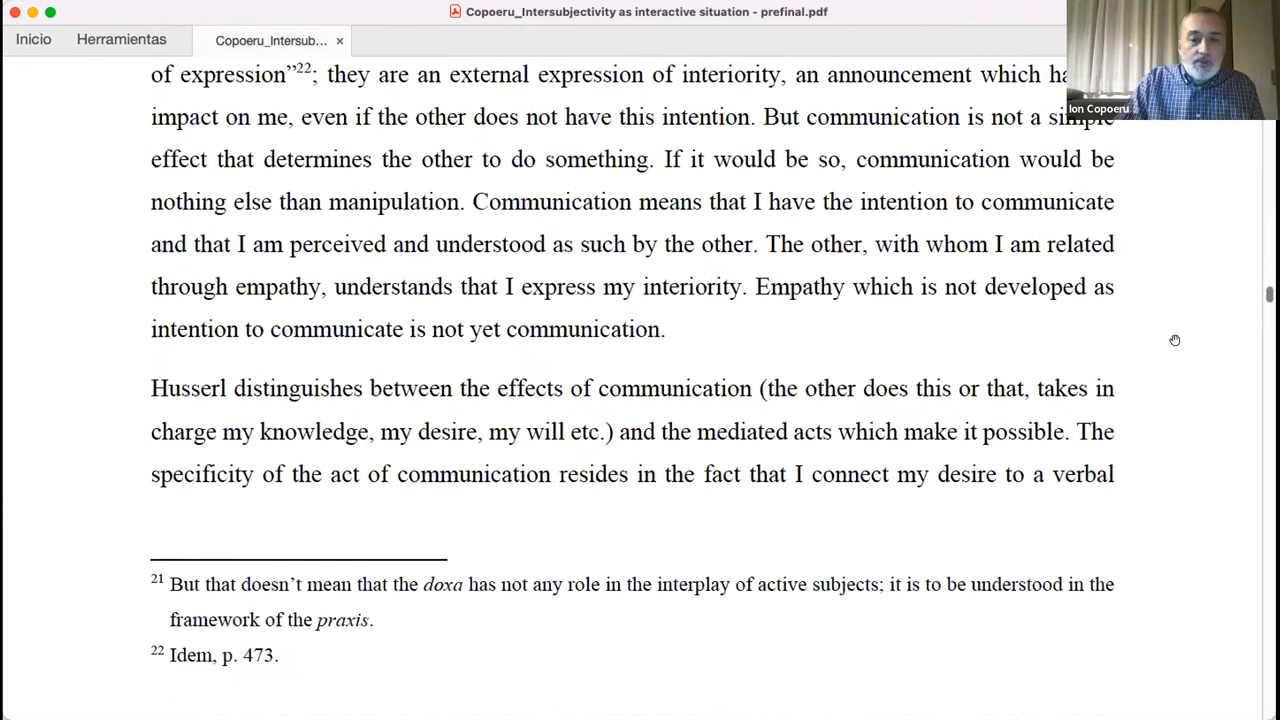 Copoeru_Intersubjectivity as interactive situation - prefinal.pdf
Inicio Herramientas Copoeru_Intersub... ×
Ion Copoeru
of expression”22; they are an external expression of interiority, an announcement which
impact on me, even if the other does not have this intention. But communication is not a simple
effect that determines the other to do something. If it would be so, communication would be
nothing else than manipulation. Communication means that I have the intention to communicate
and that I am perceived and understood as such by the other. The other, with whom I am related
through empathy, understands that I express my interiority. Empathy which is not developed as
intention to communicate is not yet communication.
Husserl distinguishes between the effects of communication (the other does this or that, takes in
charge my knowledge, my desire, my will etc.) and the mediated acts which make it possible. The
specificity of the act of communication resides in the fact that I connect my desire to a verbal
21 But that doesn’t mean that the doxa has not any role in the interplay of active subjects; it is to be understood in the
framework of the praxis.
22 Idem, p. 473.